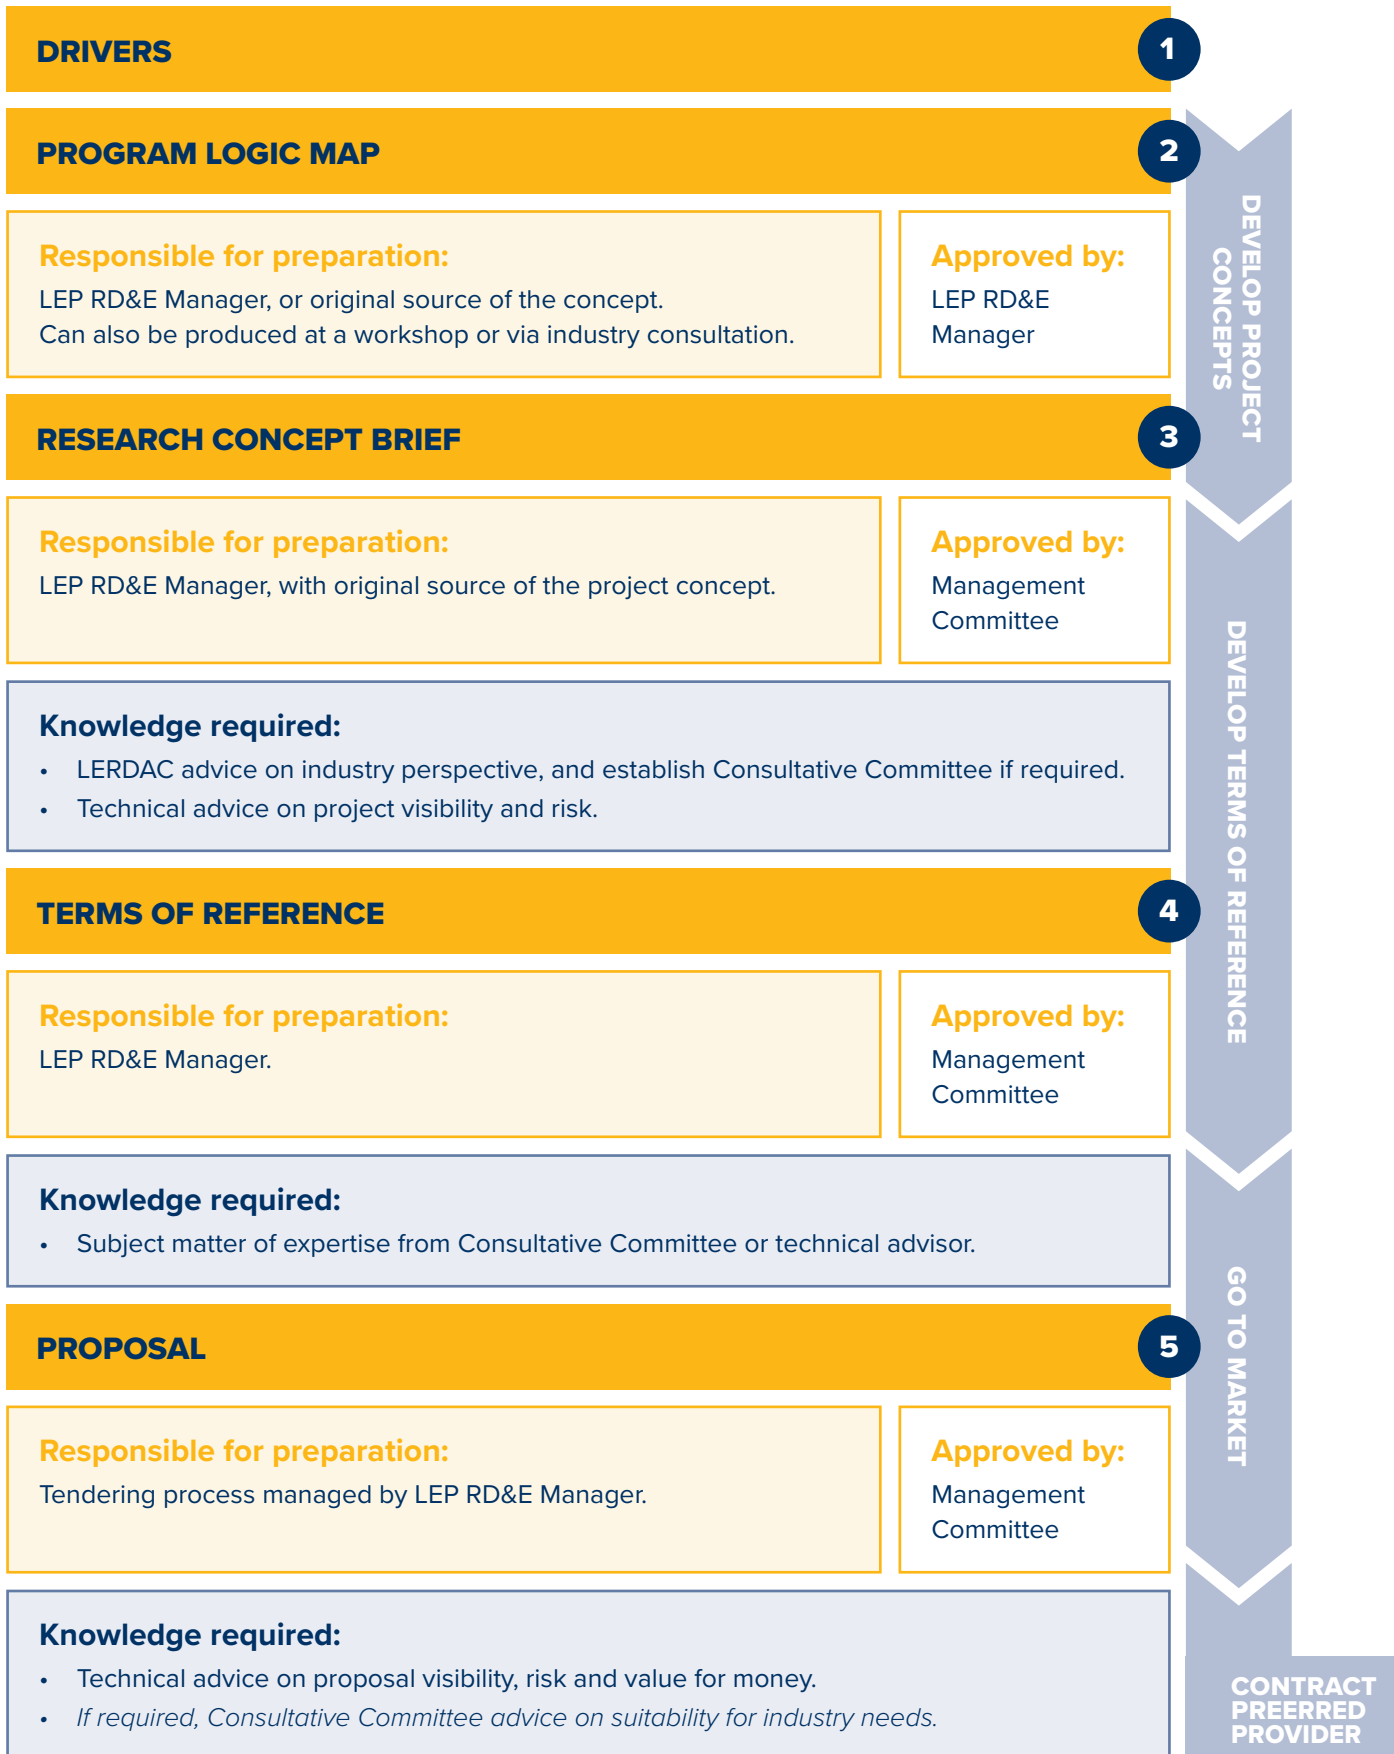 DRIVERS
1
PROGRAM LOGIC MAP
2
Responsible for preparation:
LEP RD&E Manager, or original source of the concept.
Can also be produced at a workshop or via industry consultation.
Approved by:
LEP RD&E
Manager
DEVELOP PROJECT
CONCEPTS
RESEARCH CONCEPT BRIEF
3
Responsible for preparation:
LEP RD&E Manager, with original source of the project concept.
Approved by:
Management
Committee
Knowledge required:
• LERDAC advice on industry perspective, and establish Consultative Committee if required.
• Technical advice on project visibility and risk.
DEVELOP TERMS OF REFERENCE
TERMS OF REFERENCE
4
Responsible for preparation:
LEP RD&E Manager.
Approved by:
Management
Committee
Knowledge required:
• Subject matter of expertise from Consultative Committee or technical advisor.
GO TO MARKET
PROPOSAL
5
Responsible for preparation:
Tendering process managed by LEP RD&E Manager.
Approved by:
Management
Committee
Knowledge required:
• Technical advice on proposal visibility, risk and value for money.
• If required, Consultative Committee advice on suitability for industry needs.
CONTRACT
PREERRED
PROVIDER